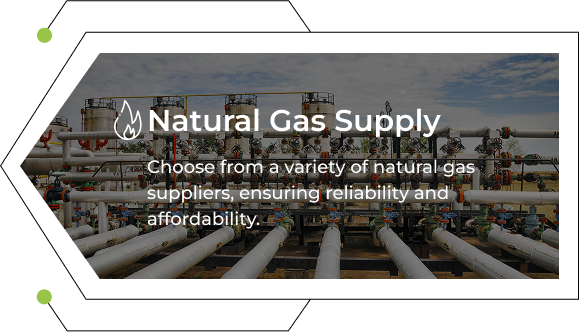 Natural Gas Supply
Choose from a variety of natural gas
suppliers, ensuring reliability and
affordability.